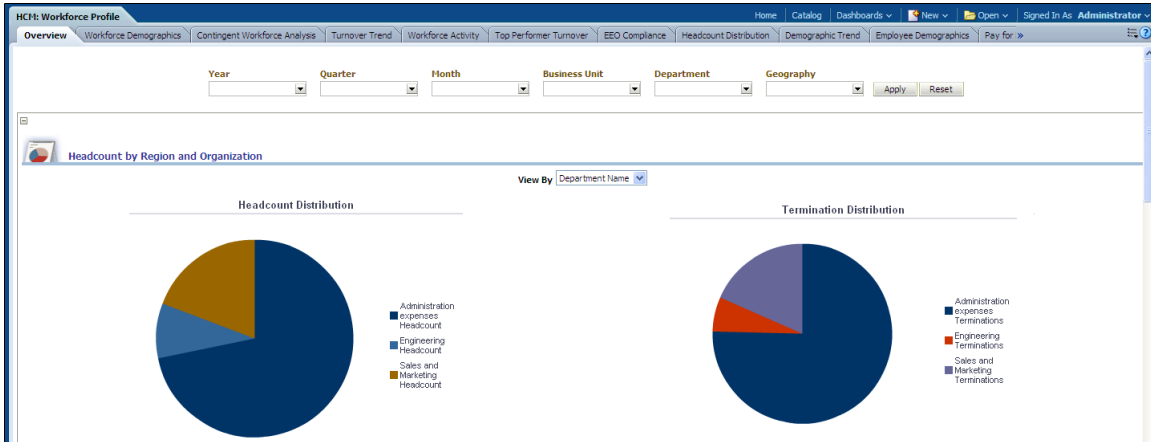 HCM: Workforce Profile
Home Catalog Dashboards New Open Signed In As Administrator
Overview Workforce Demographics Contingent Workforce Analysis Turnover Trend Workforce Activity Top Performer Turnover EEO Compliance Headcount Distribution Demographic Trend Employee Demographics Pay for »
Year Quarter Month Business Unit Department Geography
Apply Reset
Headcount by Region and Organization
View By Department Name
Headcount Distribution
Administration
expenses
Headcount
Engineering
Headcount
Sales and
Marketing
Headcount
Termination Distribution
Administration
expenses
Terminations
Engineering
Terminations
Sales and
Marketing
Terminations